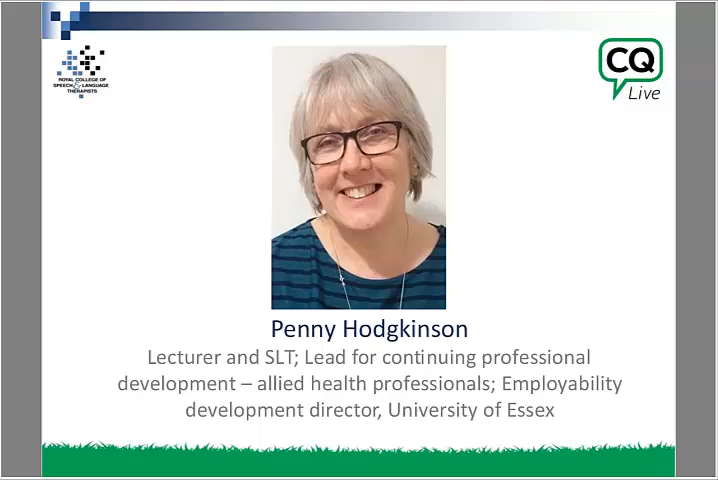 ROYAL COLLEGE OF
SPEECH & LANGUAGE
THERAPISTS
CQ
Live
Penny Hodgkinson
Lecturer and SLT; Lead for continuing professional
development – allied health professionals; Employability
development director, University of Essex